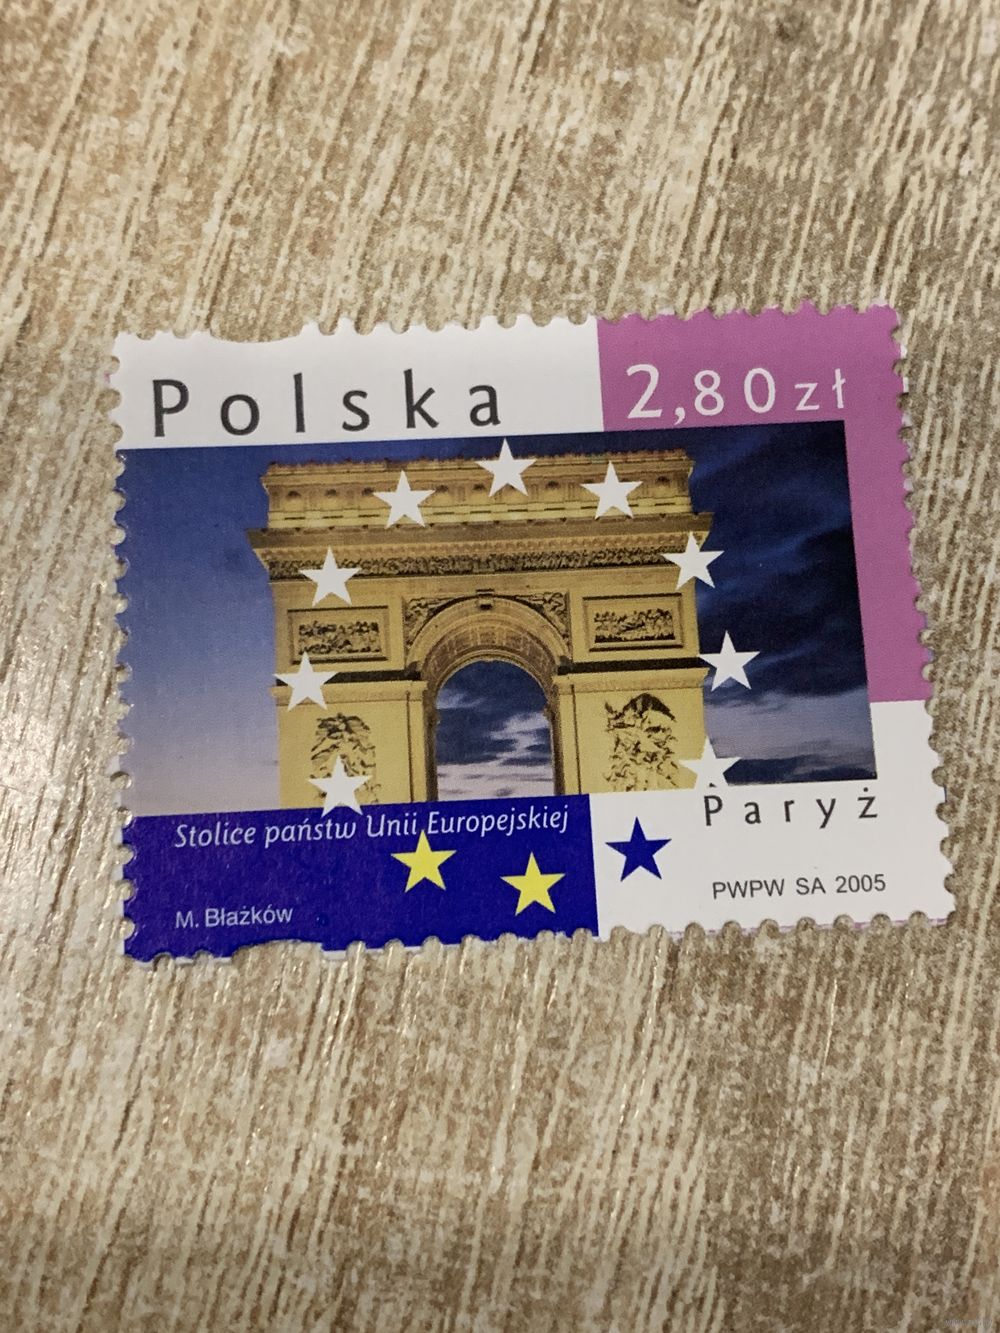 Polska
2,80 zł
Stolice państw Unii Europejskiej
Paryż
M. Błażków
PWPW SA 2005